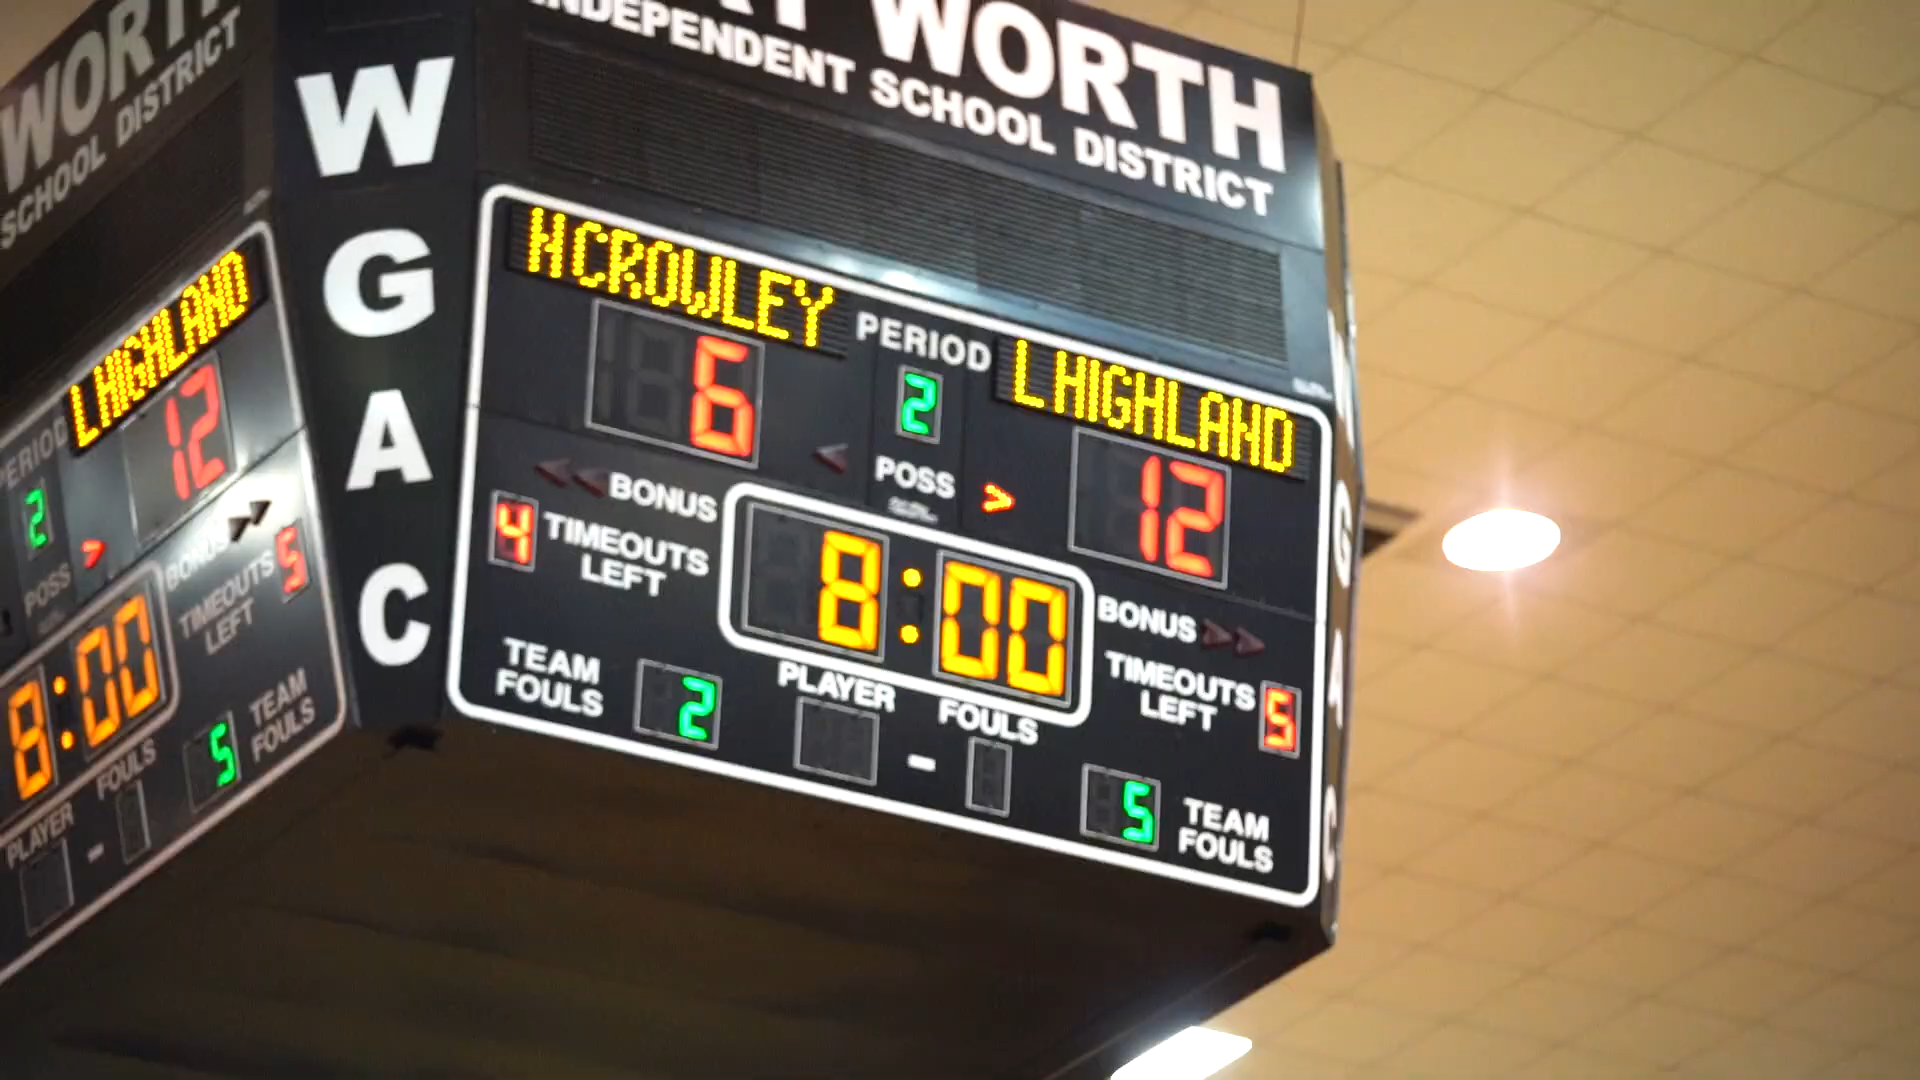 WORTH
SCHOOL DISTRICT
LHIGHLAND
12
PERIOD
2
POSS
>
BONUS
TIMEOUTS
LEFT
5
8:00
TEAM
FOULS
5
PLAYER
FOULS
-
W
G
A
C
WORTH
INDEPENDENT SCHOOL DISTRICT
NCROWLEY
PERIOD
LHIGHLAND
6
2
12
BONUS
POSS
>
4
TIMEOUTS
LEFT
8:00
BONUS
TIMEOUTS
LEFT
5
TEAM
FOULS
2
PLAYER
FOULS
-
5
TEAM
FOULS
G
A
C